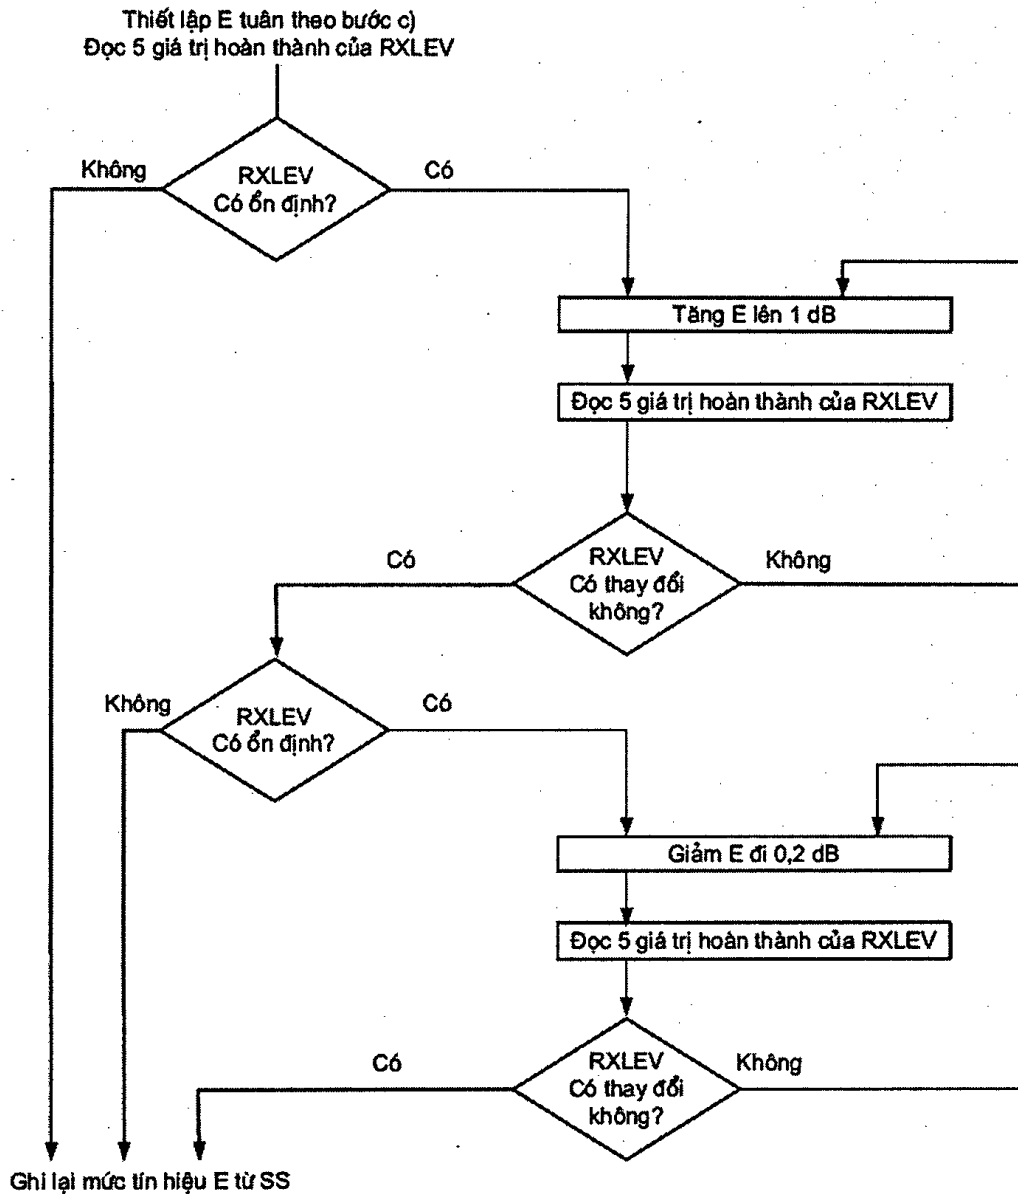 Thiết lập E tuân theo bước c)
Đọc 5 giá trị hoàn thành của RXLEV
Không
RXLEV
Có ổn định?
Có
Tăng E lên 1 dB
Đọc 5 giá trị hoàn thành của RXLEV
Có
RXLEV
Có thay đổi
không?
Không
Không
RXLEV
Có ổn định?
Có
Giảm E đi 0,2 dB
Đọc 5 giá trị hoàn thành của RXLEV
Có
RXLEV
Có thay đổi
không?
Không
Ghi lại mức tín hiệu E từ SS